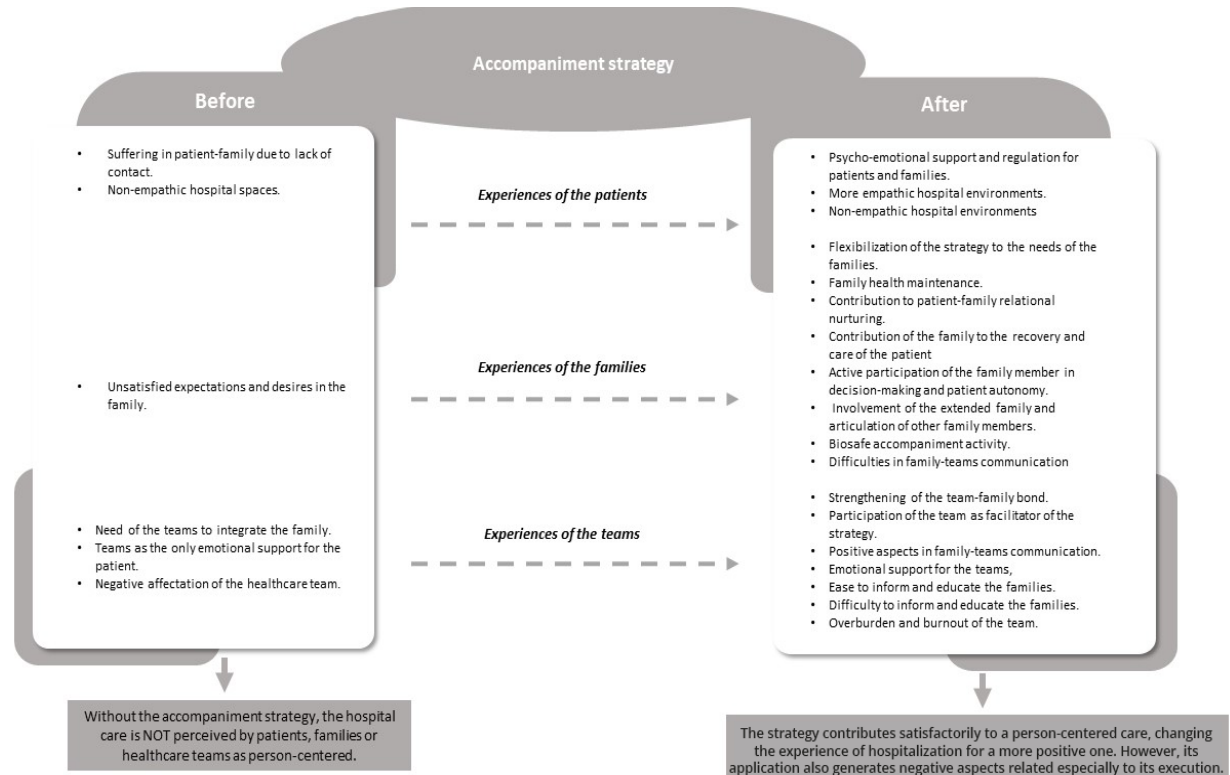 Accompaniment strategy
Before
• Suffering in patient-family due to lack of
contact.
• Non-empathic hospital spaces.
• Unsatisfied expectations and desires in the
family.
• Need of the teams to integrate the family.
• Teams as the only emotional support for the
patient.
• Negative affectation of the healthcare team.
Without the accompaniment strategy, the hospital
care is NOT perceived by patients, families or
healthcare teams as person-centered.
Experiences of the patients
Experiences of the families
Experiences of the teams
After
• Psycho-emotional support and regulation for
patients and families.
• More empathic hospital environments.
• Non-empathic hospital environments
• Flexibilization of the strategy to the needs of the
families.
• Family health maintenance.
• Contribution to patient-family relational
nurturing.
• Contribution of the family to the recovery and
care of the patient
• Active participation of the family member in
decision-making and patient autonomy.
• Involvement of the extended family and
articulation of other family members.
• Biosafe accompaniment activity.
• Difficulties in family-teams communication
• Strengthening of the team-family bond.
• Participation of the team as facilitator of the
strategy.
• Positive aspects in family-teams communication.
• Emotional support for the teams,
• Ease to inform and educate the families.
• Difficulty to inform and educate the families.
• Overburden and burnout of the team.
The strategy contributes satisfactorily to a person-centered care, changing
the experience of hospitalization for a more positive one. However, its
application also generates negative aspects related especially to its execution.